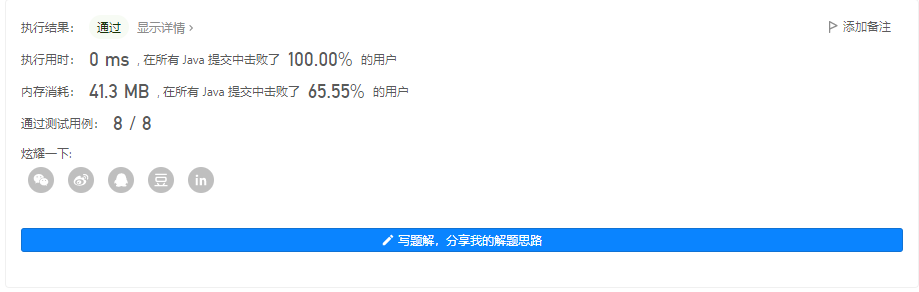 执行结果： 通过 显示详情 › 添加备注
执行用时： 0 ms , 在所有 Java 提交中击败了 100.00% 的用户
内存消耗： 41.3 MB , 在所有 Java 提交中击败了 65.55% 的用户
通过测试用例： 8 / 8
炫耀一下:
豆 in
写题解，分享我的解题思路